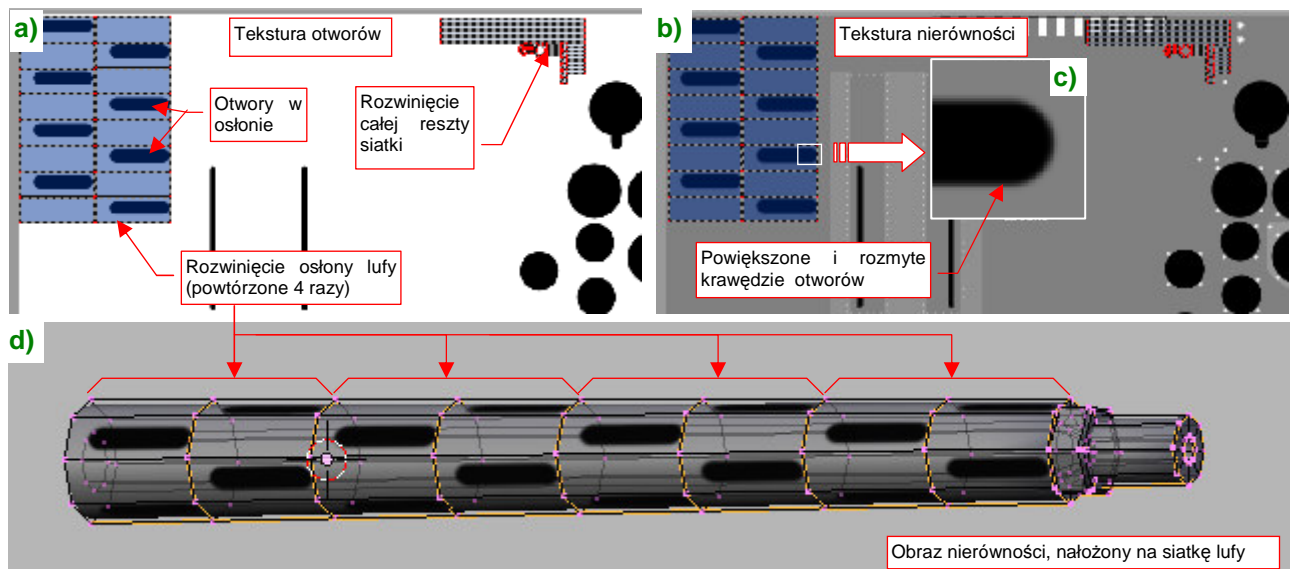 a)
Tekstura otworów
Otwory w
osłonie
Rozwinięcie
całej reszty
siatki
Rozwinięcie osłony lufy
(powtórzone 4 razy)
b)
Tekstura nierówności
c)
Powiększone i rozmyte
krawędzie otworów
d)
Obraz nierówności, nałożony na siatkę lufy